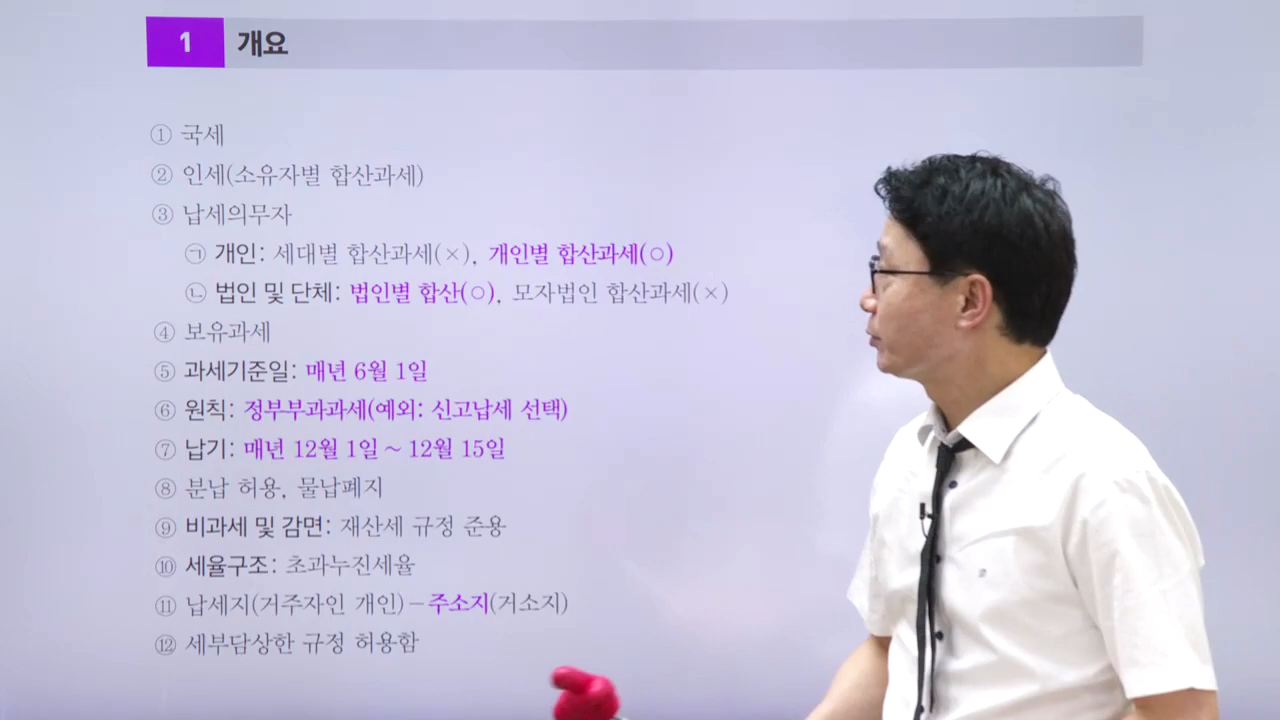 1 개요
① 국세
② 인세(소유자별 합산과세)
③ 납세의무자
㉠ 개인: 세대별 합산과세(×), 개인별 합산과세(○)
㉡ 법인 및 단체: 법인별 합산(○), 모자법인 합산과세(×)
④ 보유과세
⑤ 과세기준일: 매년 6월 1일
⑥ 원칙: 정부부과과세(예외: 신고납세 선택)
⑦ 납기: 매년 12월 1일 ~ 12월 15일
⑧ 분납 허용, 물납폐지
⑨ 비과세 및 감면: 재산세 규정 준용
⑩ 세율구조: 초과누진세율
⑪ 납세지(거주자인 개인) – 주소지(거소지)
⑫ 세부담상한 규정 허용함